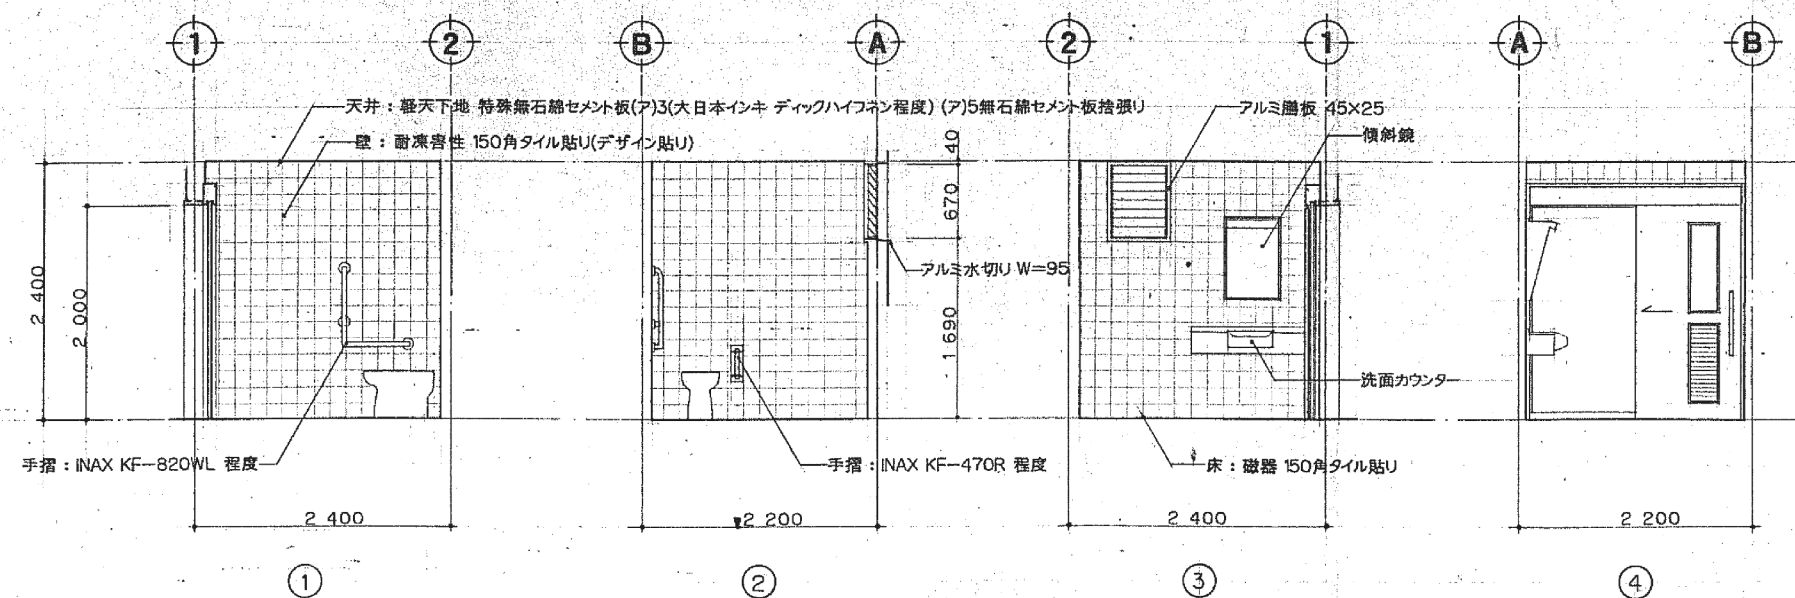 1 2 B A 2 1 A B
天井：軽天下地 特殊無石綿セメント板(ア)3(大日本インキ ディックハイフネン程度) (ア)5無石綿セメント板捨張り
アルミ膳板 45×25
壁：耐凍害性 150角タイル貼り(デザイン貼り)
傾斜鏡
40
670
1 690
2 400
2 000
アルミ水切り W=95
洗面カウンター
手摺：INAX KF-820WL 程度
手摺：INAX KF-470R 程度
床：磁器 150角タイル貼り
2 400
2 200
2 400
2 200
① ② ③ ④